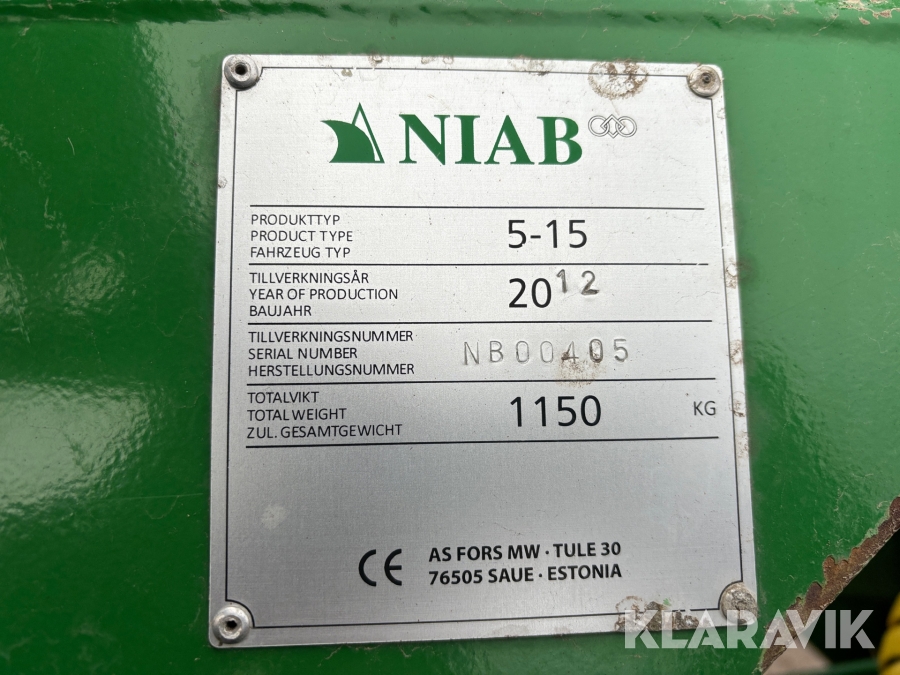 NIAB
PRODUKTTYP
PRODUCT TYPE
FAHRZEUG TYP
5-15
TILLVERKNINGSÅR
YEAR OF PRODUCTION
BAUJAHR
2012
TILLVERKNINGSNUMMER
SERIAL NUMBER
HERSTELLUNGSNUMMER
NB00405
TOTALVIKT
TOTAL WEIGHT
ZUL. GESAMTGEWICHT
1150 KG
CE AS FORS MW · TULE 30
76505 SAUE · ESTONIA
KLARAVIK